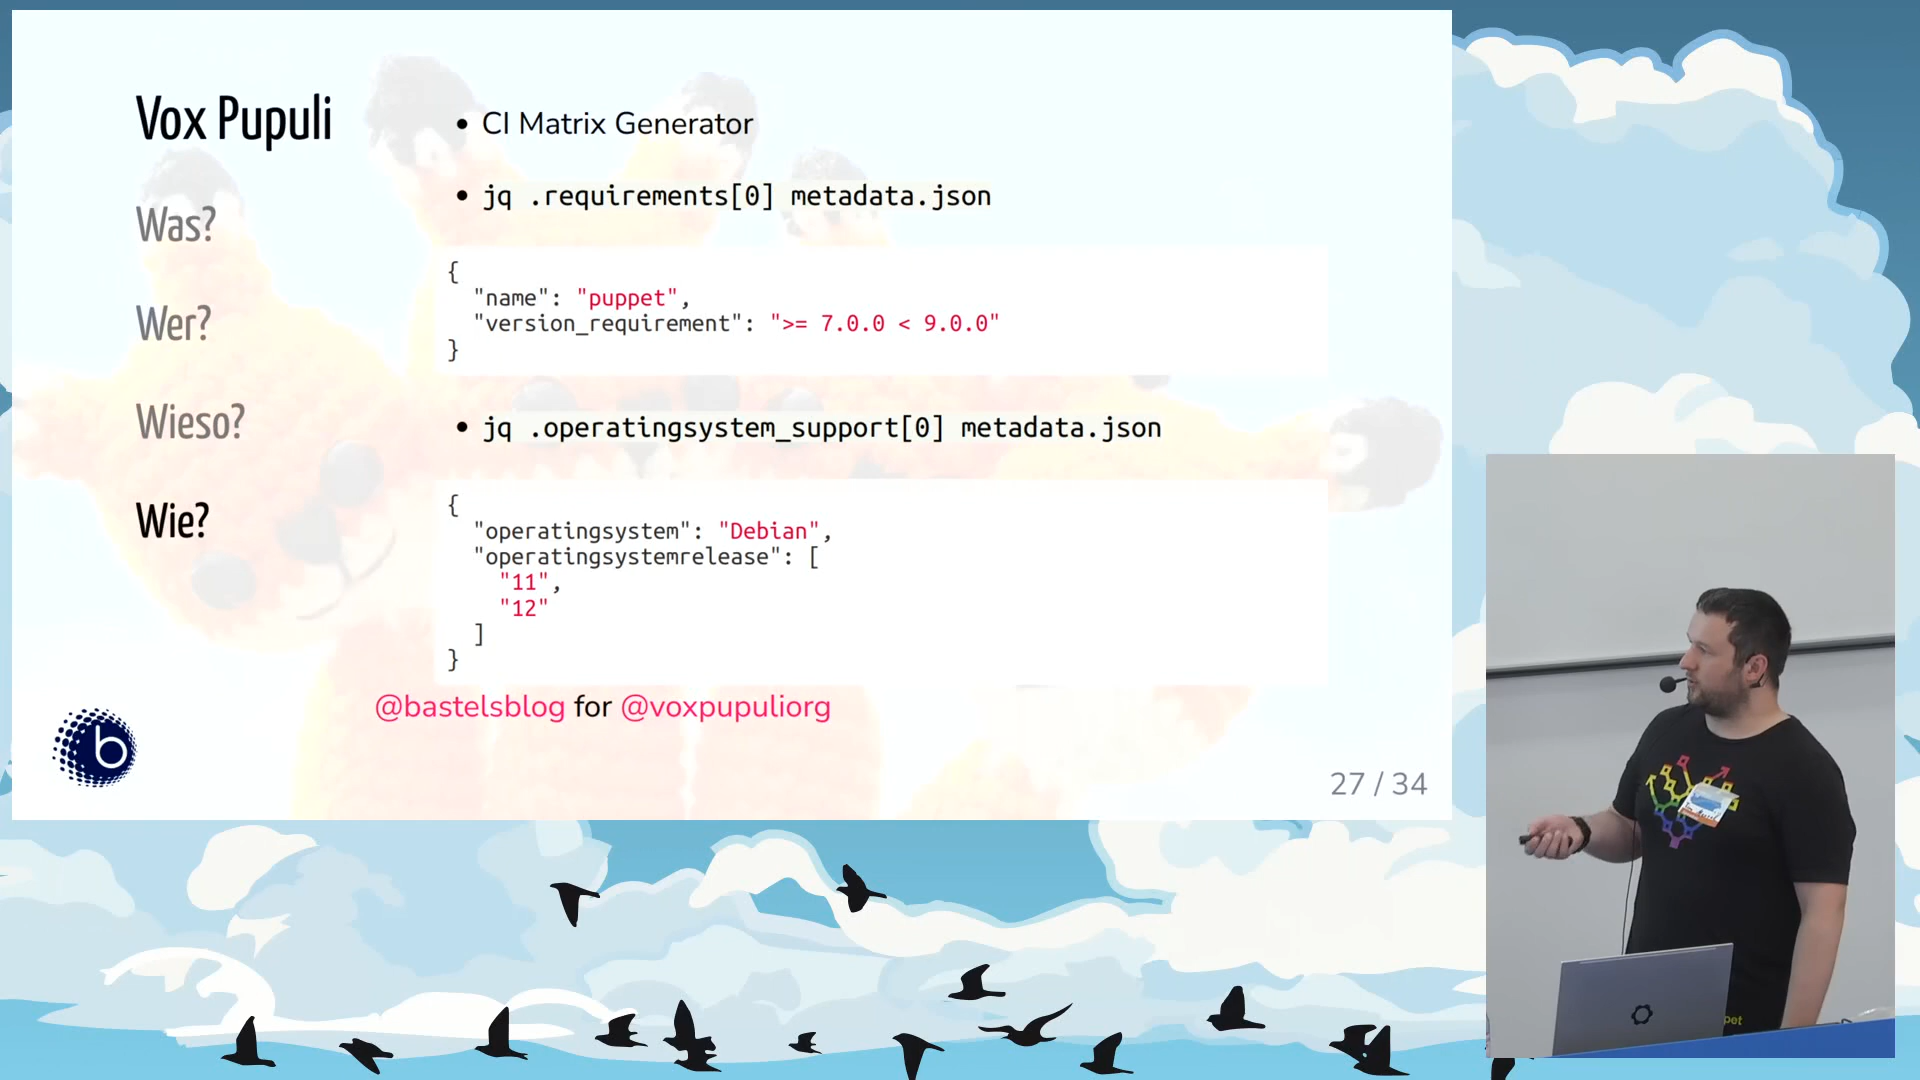 Vox Pupuli
Was?
Wer?
Wieso?
Wie?
• CI Matrix Generator
• jq .requirements[0] metadata.json
{
  "name": "puppet",
  "version_requirement": ">= 7.0.0 < 9.0.0"
}
• jq .operatingsystem_support[0] metadata.json
{
  "operatingsystem": "Debian",
  "operatingsystemrelease": [
    "11",
    "12"
  ]
}
@bastelsblog for @voxpupuliorg
b
27 / 34
pet